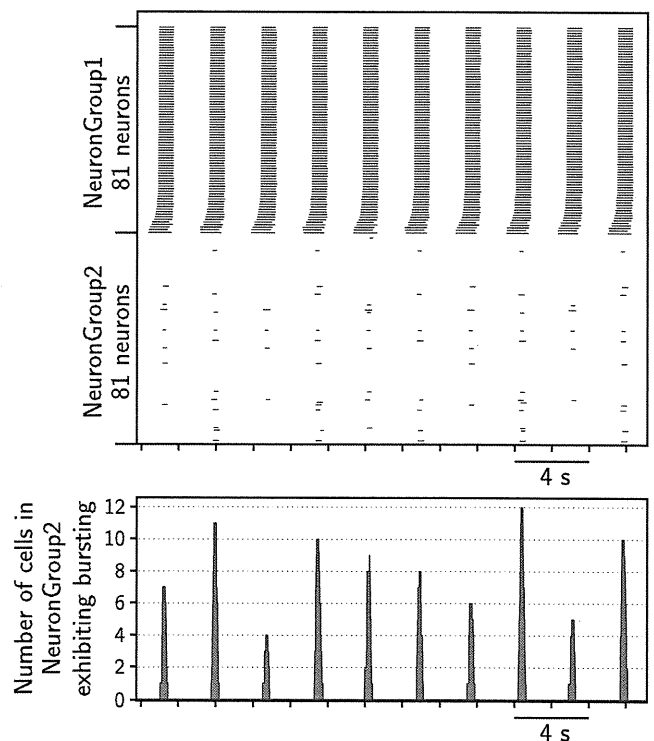 NeuronGroup1
81 neurons
NeuronGroup2
81 neurons
4 s
Number of cells in
NeuronGroup2
exhibiting bursting
12
10
8
6
4
2
0
4 s